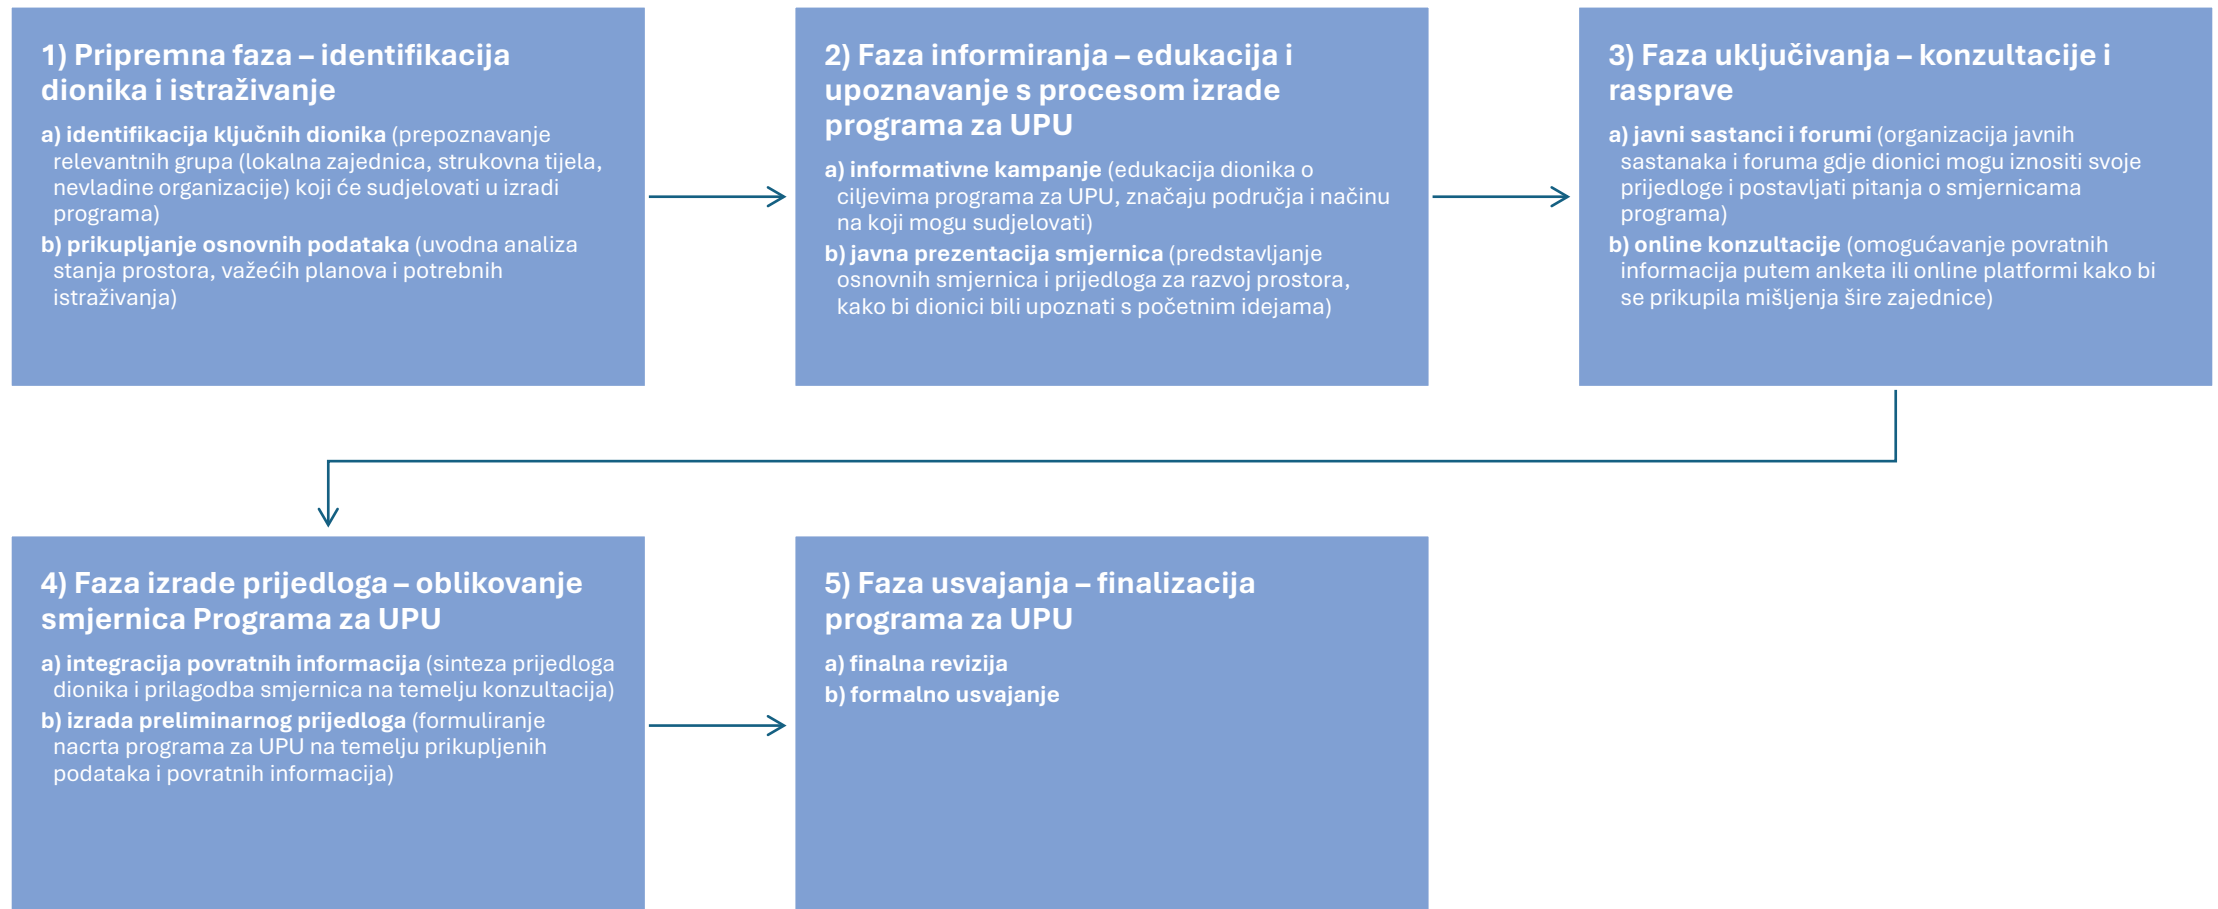 1) Pripremna faza – identifikacija
dionika i istraživanje
a) identifikacija ključnih dionika (prepoznavanje
relevantnih grupa (lokalna zajednica, strukovna tijela,
nevladine organizacije) koji će sudjelovati u izradi
programa)
b) prikupljanje osnovnih podataka (uvodna analiza
stanja prostora, važećih planova i potrebnih
istraživanja)
2) Faza informiranja – edukacija i
upoznavanje s procesom izrade
programa za UPU
a) informativne kampanje (edukacija dionika o
ciljevima programa za UPU, značaju područja i načinu
na koji mogu sudjelovati)
b) javna prezentacija smjernica (predstavljanje
osnovnih smjernica i prijedloga za razvoj prostora,
kako bi dionici bili upoznati s početnim idejama)
3) Faza uključivanja – konzultacije i
rasprave
a) javni sastanci i forumi (organizacija javnih
sastanaka i foruma gdje dionici mogu iznositi svoje
prijedloge i postavljati pitanja o smjernicama
programa)
b) online konzultacije (omogućavanje povratnih
informacija putem anketa ili online platformi kako bi
se prikupila mišljenja šire zajednice)
4) Faza izrade prijedloga – oblikovanje
smjernica Programa za UPU
a) integracija povratnih informacija (sinteza prijedloga
dionika i prilagodba smjernica na temelju konzultacija)
b) izrada preliminarnog prijedloga (formuliranje
nacrta programa za UPU na temelju prikupljenih
podataka i povratnih informacija)
5) Faza usvajanja – finalizacija
programa za UPU
a) finalna revizija
b) formalno usvajanje